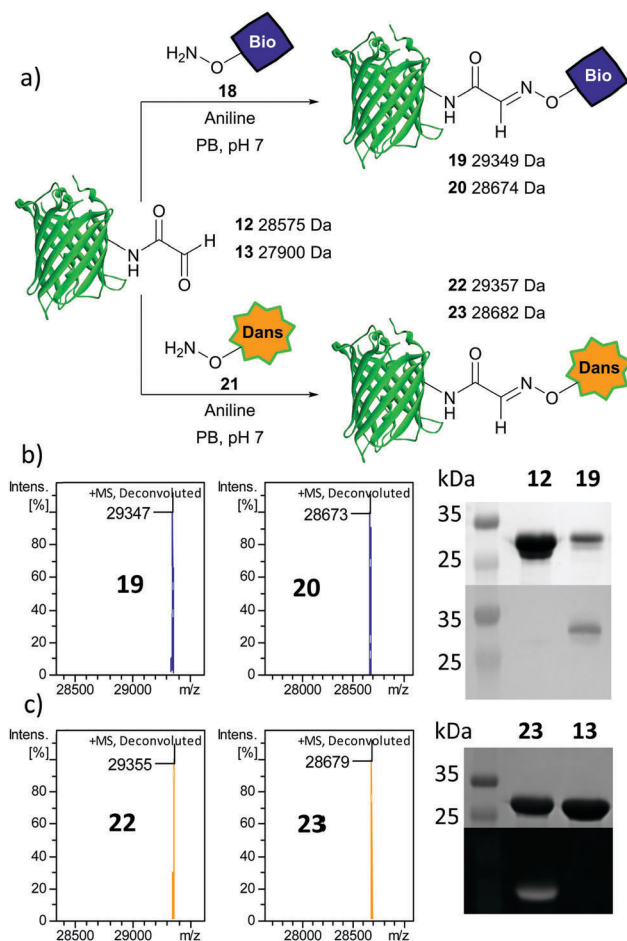 a)
H₂N
O
Bio
18
Aniline
PB, pH 7
O
N
H
N
O
Bio
H
19 29349 Da
20 28674 Da
O
H
N
H
O
12 28575 Da
13 27900 Da
22 29357 Da
23 28682 Da
H₂N
O
Dans
21
Aniline
PB, pH 7
O
N
H
N
O
Dans
H
b)
Intens.
[%]
+MS, Deconvoluted
29347
19
80
60
40
20
0
28500 29000 m/z
Intens.
[%]
+MS, Deconvoluted
28673
20
80
60
40
20
0
28000 28500 m/z
kDa 12 19
35
25
35
25
c)
Intens.
[%]
+MS, Deconvoluted
29355
22
80
60
40
20
0
28500 29000 m/z
Intens.
[%]
+MS, Deconvoluted
28679
23
80
60
40
20
0
28000 28500 m/z
kDa 23 13
35
25